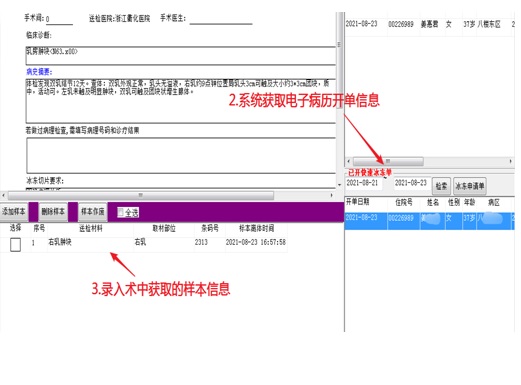 手术间:0 送检医院:浙江衢化医院 手术医生:
临床诊断:
乳房肿块(N63.x00)
病史摘要:
体检发现双乳结节12天。查体:双乳外观正常,乳头无溢液,右乳约9点钟位置局乳头3cm可触及大小约3*3cm团块,质
中,活动可。左乳未触及明显肿块,双乳可触及团块状增生腺体。
若做过病理检查,需填写病理号码和诊疗结果
冰冻切片要求:
添加样本 删除样本 样本作废 全选
选择 序号 送检材料 取材部位 条码号 标本离体时间
1 右乳肿块 右乳 2313 2021-08-23 16:57:58
3.录入术中获取的样本信息
2021-08-23 00226989 姜嘉君 女 37岁 八楼东区
2.系统获取电子病历开单信息
已开快速冰冻单
2021-08-21 ~ 2021-08-23 检索 冰冻申请单
开单日期 住院号 姓名 性别 年龄 病区
2021-08-23 00226989 女 37岁 八